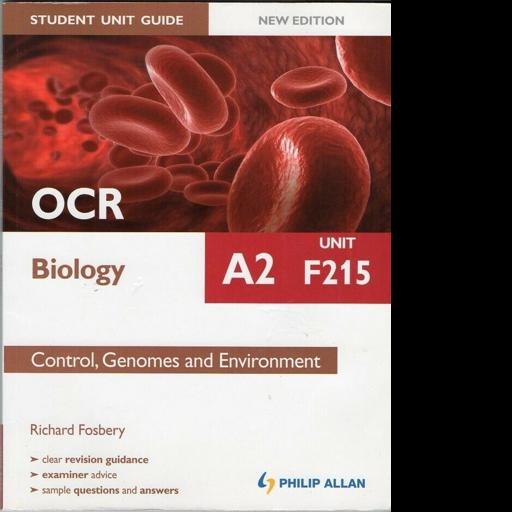 STUDENT UNIT GUIDE
NEW EDITION
OCR
Biology
A2
UNIT
F215
Control, Genomes and Environment
Richard Fosbery
➤ clear revision guidance
➤ examiner advice
➤ sample questions and answers
PHILIP ALLAN